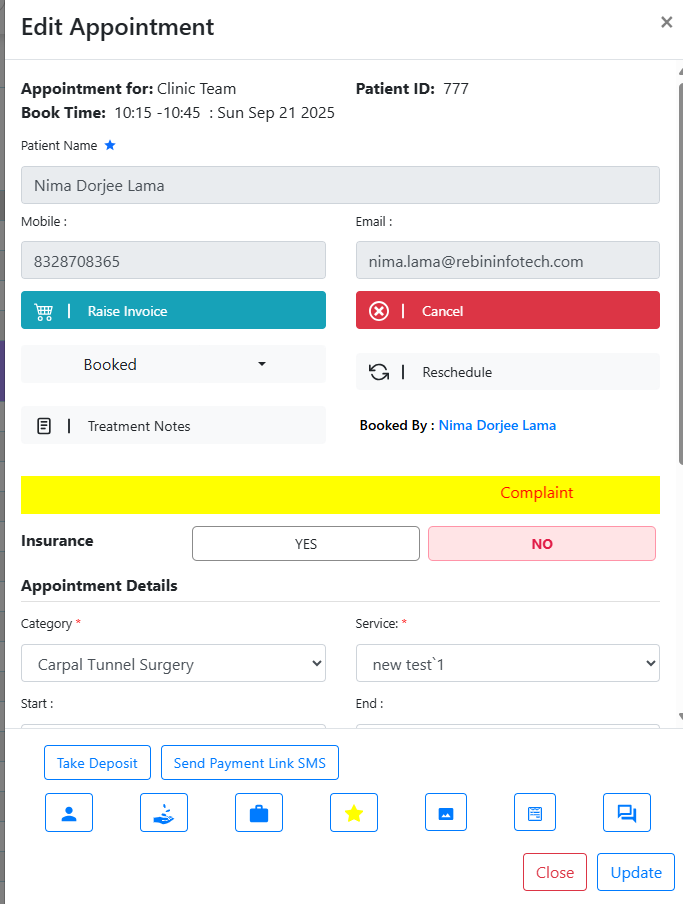 Edit Appointment
×
Appointment for: Clinic Team
Patient ID: 777
Book Time: 10:15 -10:45 : Sun Sep 21 2025
Patient Name
Nima Dorjee Lama
Mobile :
Email :
8328708365
nima.lama@rebininfotech.com
Raise Invoice
Cancel
Booked
Reschedule
Treatment Notes
Booked By : Nima Dorjee Lama
Complaint
Insurance
YES
NO
Appointment Details
Category *
Service: *
Carpal Tunnel Surgery
new test`1
Start :
End :
Take Deposit
Send Payment Link SMS
Close
Update